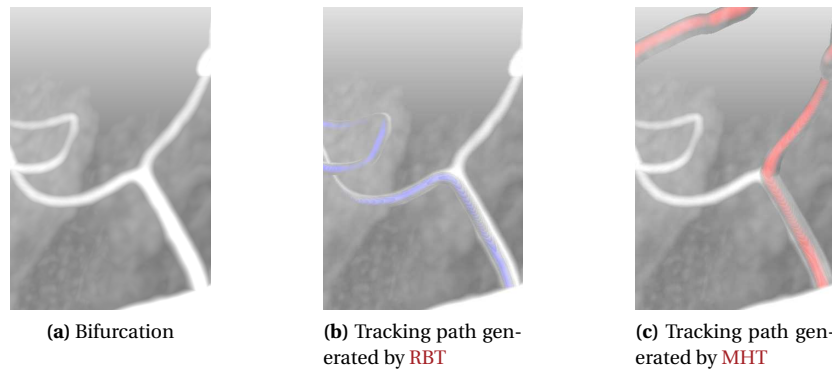 (a) Bifurcation
(b) Tracking path gen-
erated by RBT
(c) Tracking path gen-
erated by MHT